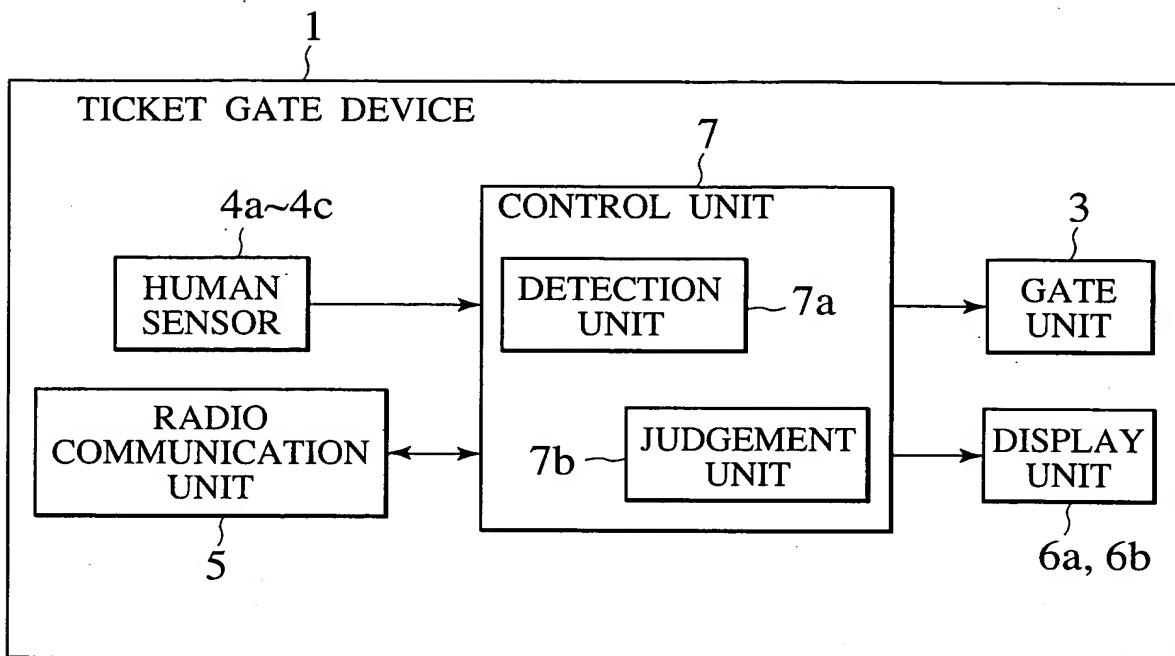 1
TICKET GATE DEVICE
7
4a~4c
CONTROL UNIT
3
HUMAN
SENSOR
DETECTION
UNIT
7a
GATE
UNIT
RADIO
COMMUNICATION
UNIT
7b
JUDGEMENT
UNIT
DISPLAY
UNIT
5
6a, 6b